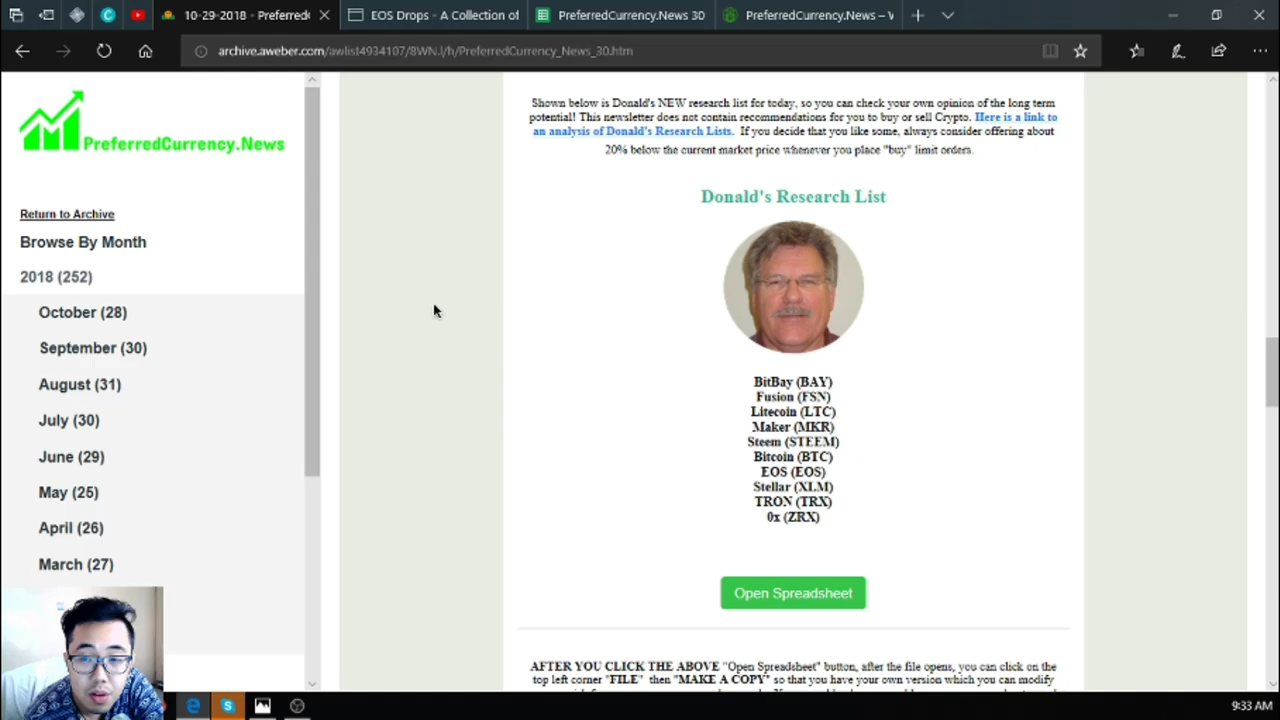 10-29-2018 - Preferred
EOS Drops - A Collection of
PreferredCurrency.News 30
PreferredCurrency.News – V
archive.aweber.com/awlist4934107/8WN.l/h/PreferredCurrency_News_30.htm
PreferredCurrency.News
Return to Archive
Browse By Month
2018 (252)
October (28)
September (30)
August (31)
July (30)
June (29)
May (25)
April (26)
March (27)
Shown below is Donald's NEW research list for today, so you can check your own opinion of the long term
potential! This newsletter does not contain recommendations for you to buy or sell Crypto. Here is a link to
an analysis of Donald's Research Lists. If you decide that you like some, always consider offering about
20% below the current market price whenever you place "buy" limit orders.
Donald's Research List
BitBay (BAY)
Fusion (FSN)
Litecoin (LTC)
Maker (MKR)
Steem (STEEM)
Bitcoin (BTC)
EOS (EOS)
Stellar (XLM)
TRON (TRX)
0x (ZRX)
Open Spreadsheet
AFTER YOU CLICK THE ABOVE "Open Spreadsheet" button, after the file opens, you can click on the
top left corner "FILE" then "MAKE A COPY" so that you have your own version which you can modify
9:33 AM